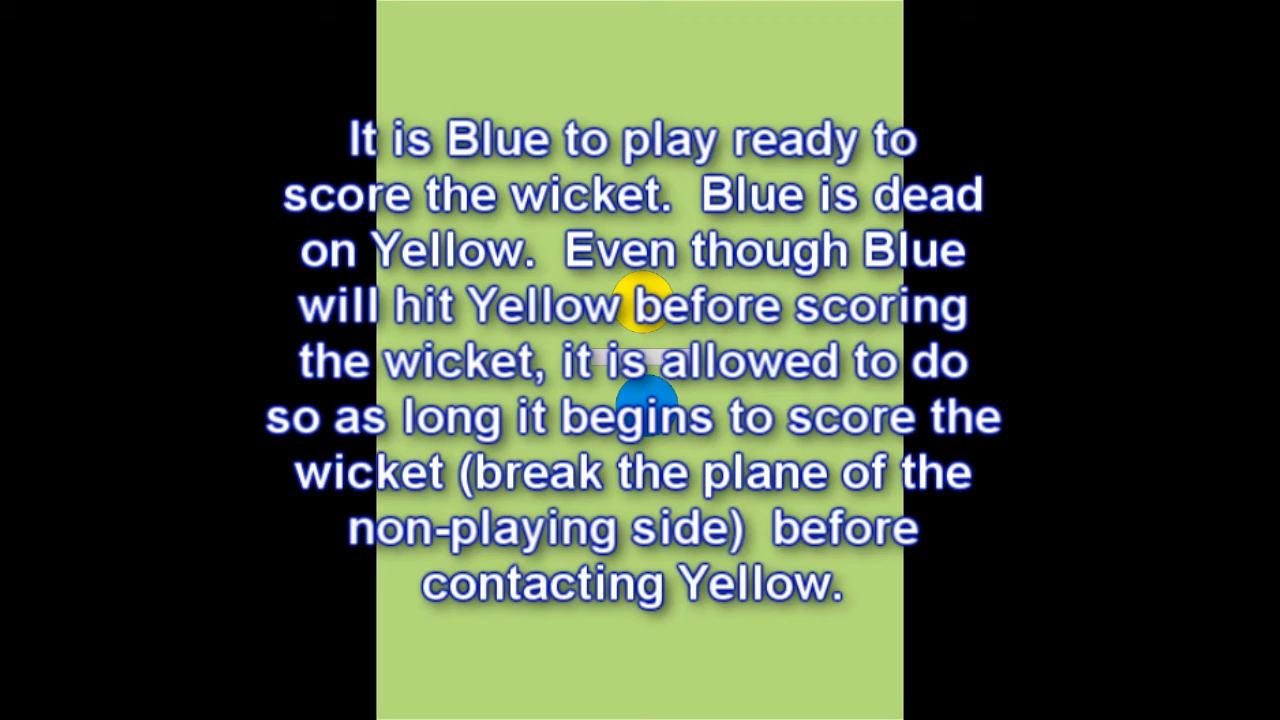 It is Blue to play ready to
score the wicket.  Blue is dead
on Yellow.  Even though Blue
will hit Yellow before scoring
the wicket, it is allowed to do
so as long it begins to score the
wicket (break the plane of the
non-playing side)  before
contacting Yellow.